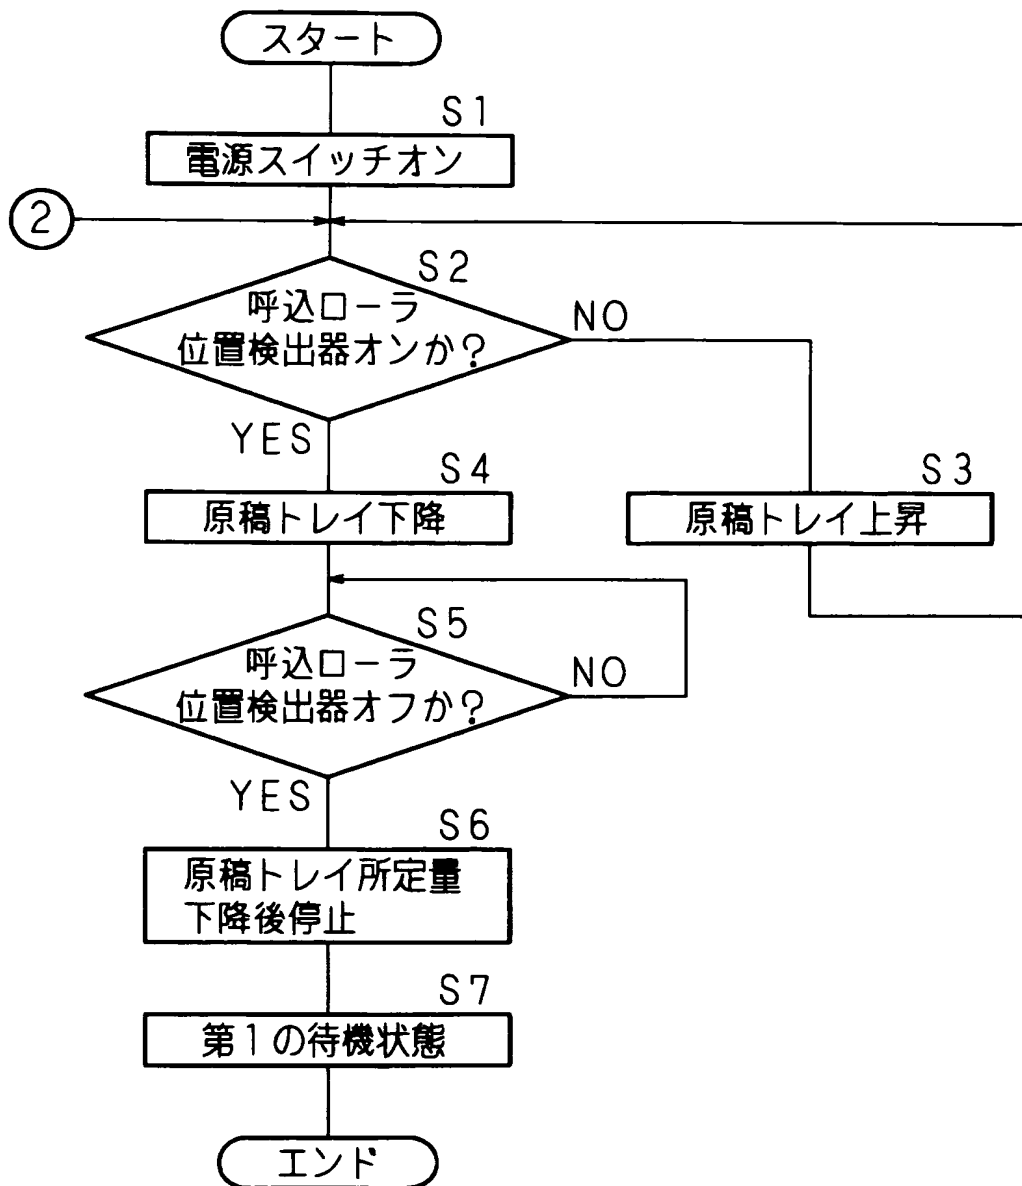 スタート
S1
電源スイッチオン
2
S2
呼込ローラ
位置検出器オンか?
NO
YES
S4
原稿トレイ下降
S3
原稿トレイ上昇
S5
呼込ローラ
位置検出器オフか?
NO
YES
S6
原稿トレイ所定量
下降後停止
S7
第1の待機状態
エンド